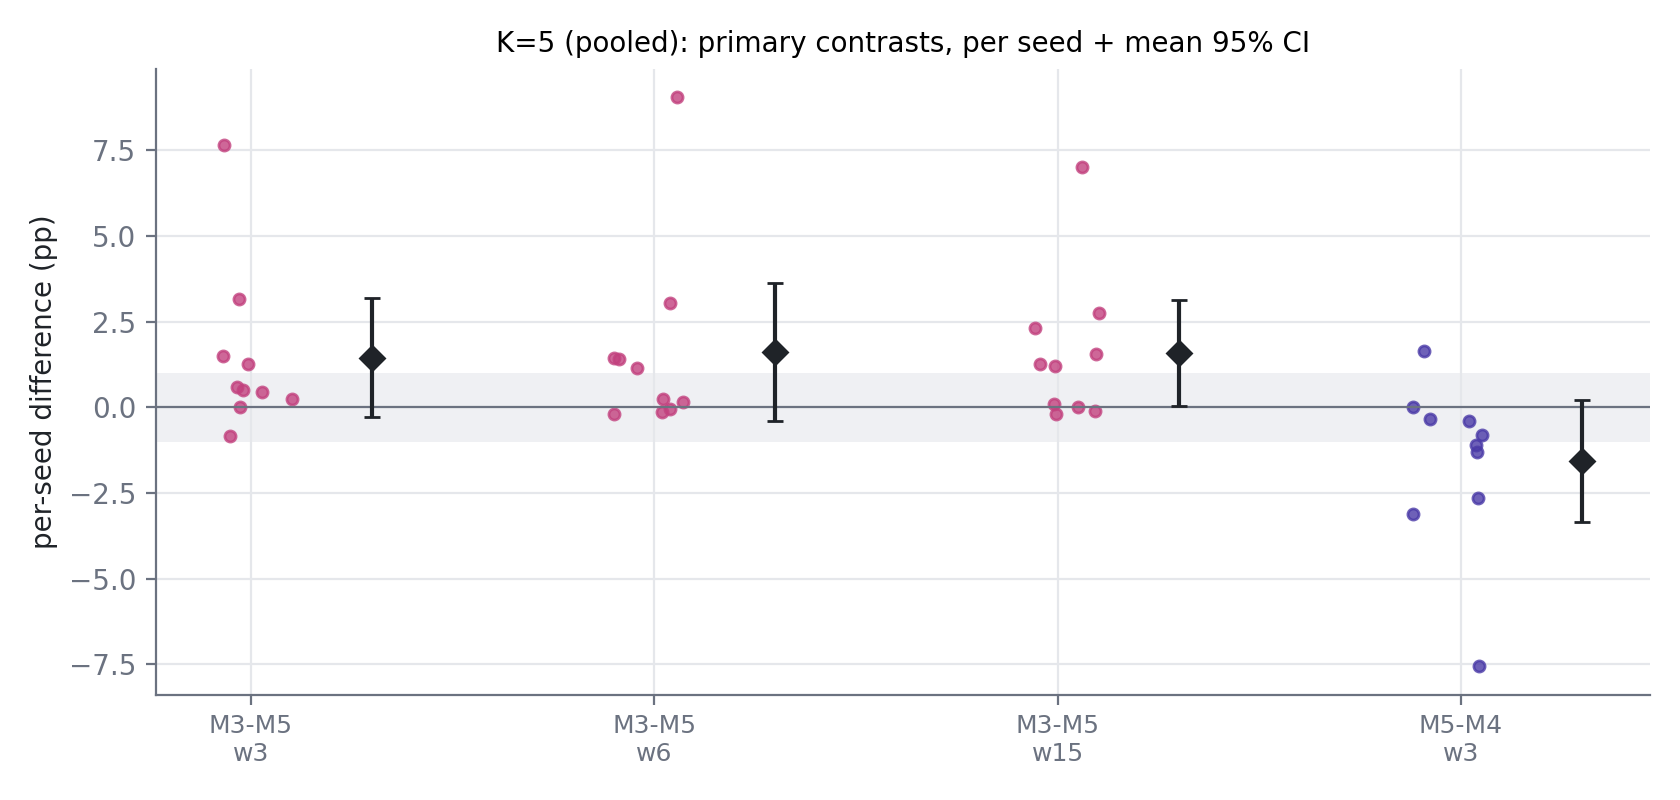 K=5 (pooled): primary contrasts, per seed + mean 95% CI
per-seed difference (pp)
7.5
5.0
2.5
0.0
−2.5
−5.0
−7.5
M3-M5
w3
M3-M5
w6
M3-M5
w15
M5-M4
w3